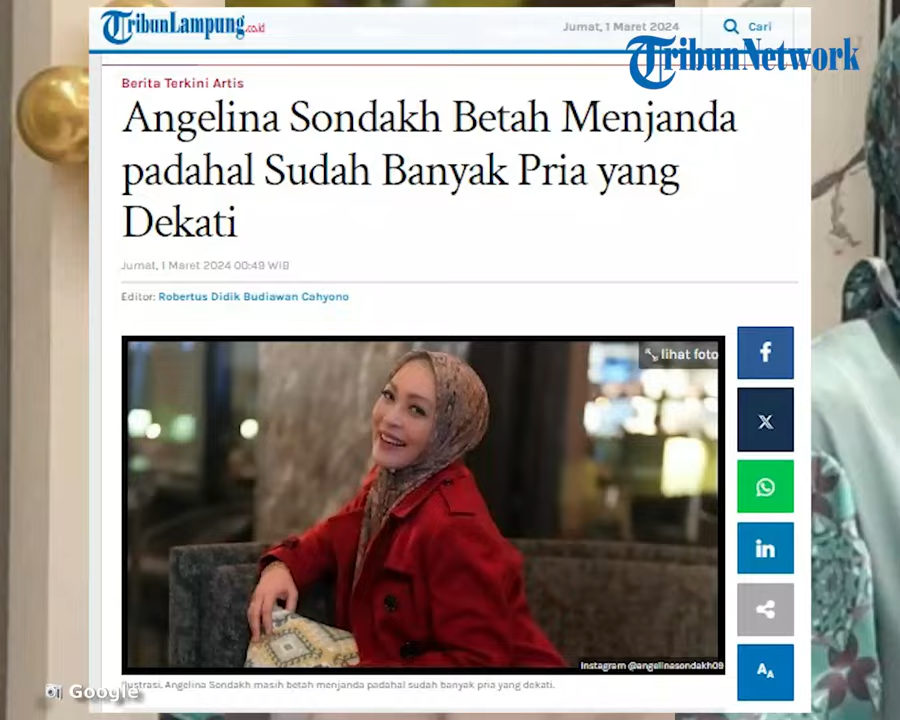 TribunLampung.co.id
Jumat, 1 Maret 2024
Cari
TribunNetwork
Berita Terkini Artis
Angelina Sondakh Betah Menjanda
padahal Sudah Banyak Pria yang
Dekati
Jumat, 1 Maret 2024 00:49 WIB
Editor: Robertus Didik Budiawan Cahyono
lihat foto
Instagram @angelinasondakh09
Ilustrasi. Angelina Sondakh masih betah menjanda padahal sudah banyak pria yang dekati.
Google